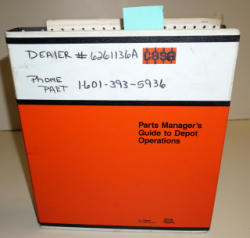 DEALER # 6261136A
CASE
PHONE
PART 1-601-393-5936
Parts Manager's
Guide to Depot
Operations